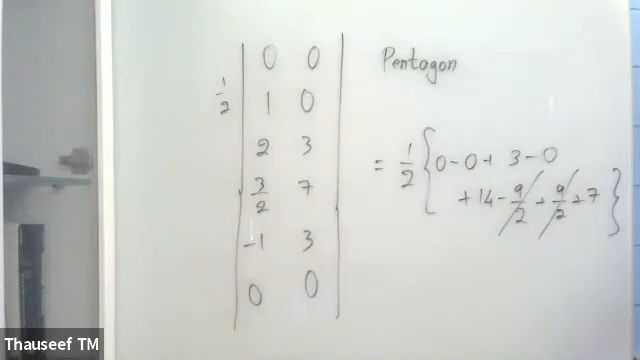 0 0 Pentagon
1/2 1 0
2 3 = 1/2 { 0 - 0 + 3 - 0
3/2 7 + 14 - 9/2 + 9/2 + 7 }
-1 3
0 0
Thauseef TM